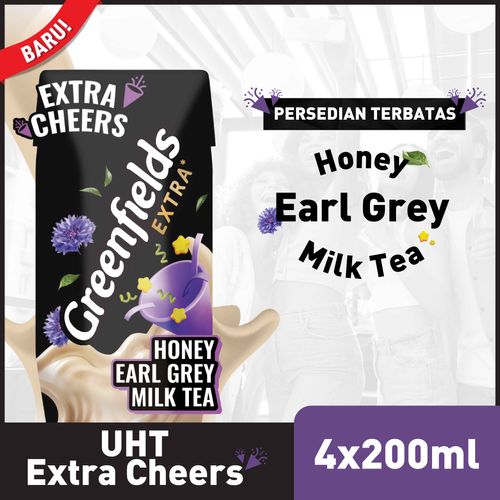 BARU!
EXTRA
CHEERS
Greenfields
EXTRA*
HONEY
EARL GREY
MILK TEA
PERSEDIAN TERBATAS
Honey
Earl Grey
Milk Tea
UHT
Extra Cheers
4x200ml